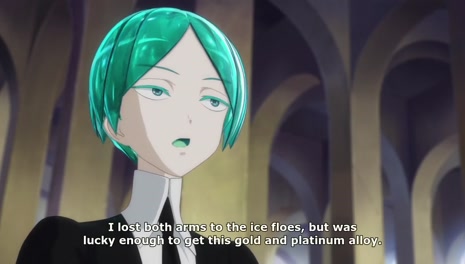 I lost both arms to the ice floes, but was
lucky enough to get this gold and platinum alloy.